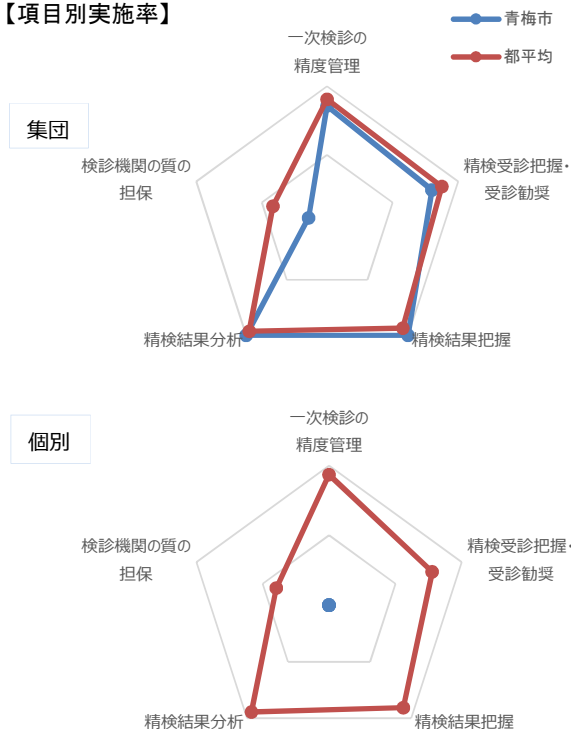 【項目別実施率】
青梅市
都平均
集団
一次検診の
精度管理
精検受診把握・
受診勧奨
精検結果把握
精検結果分析
検診機関の質の
担保
個別
一次検診の
精度管理
精検受診把握・
受診勧奨
精検結果把握
精検結果分析
検診機関の質の
担保